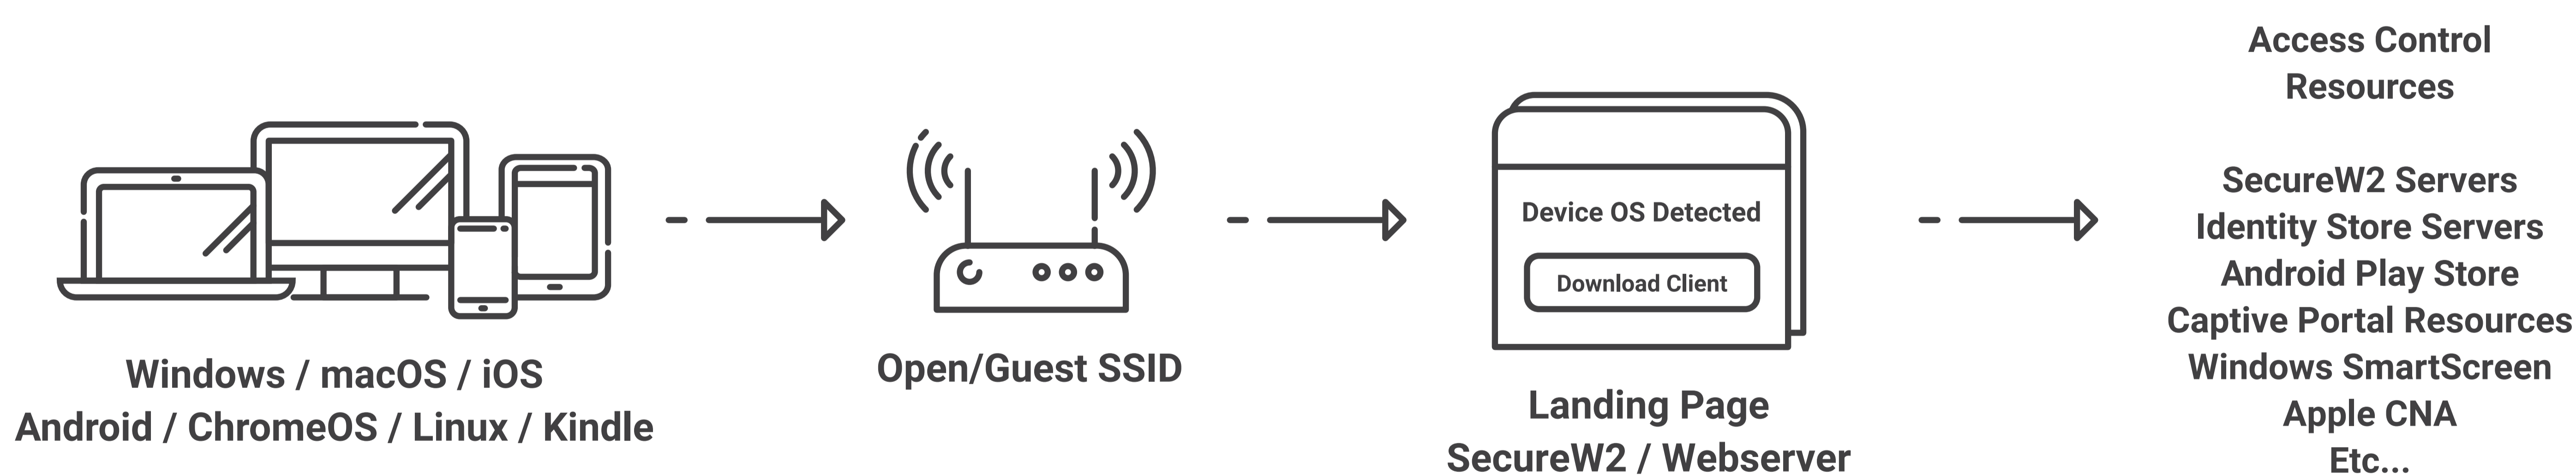 Windows / macOS / iOS
Android / ChromeOS / Linux / Kindle
Open/Guest SSID
Device OS Detected
Download Client
Landing Page
SecureW2 / Webserver
Access Control
Resources
SecureW2 Servers
Identity Store Servers
Android Play Store
Captive Portal Resources
Windows SmartScreen
Apple CNA
Etc...